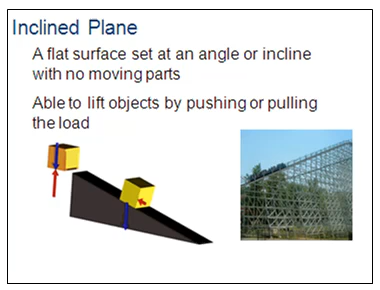 Inclined Plane
A flat surface set at an angle or incline
with no moving parts
Able to lift objects by pushing or pulling
the load